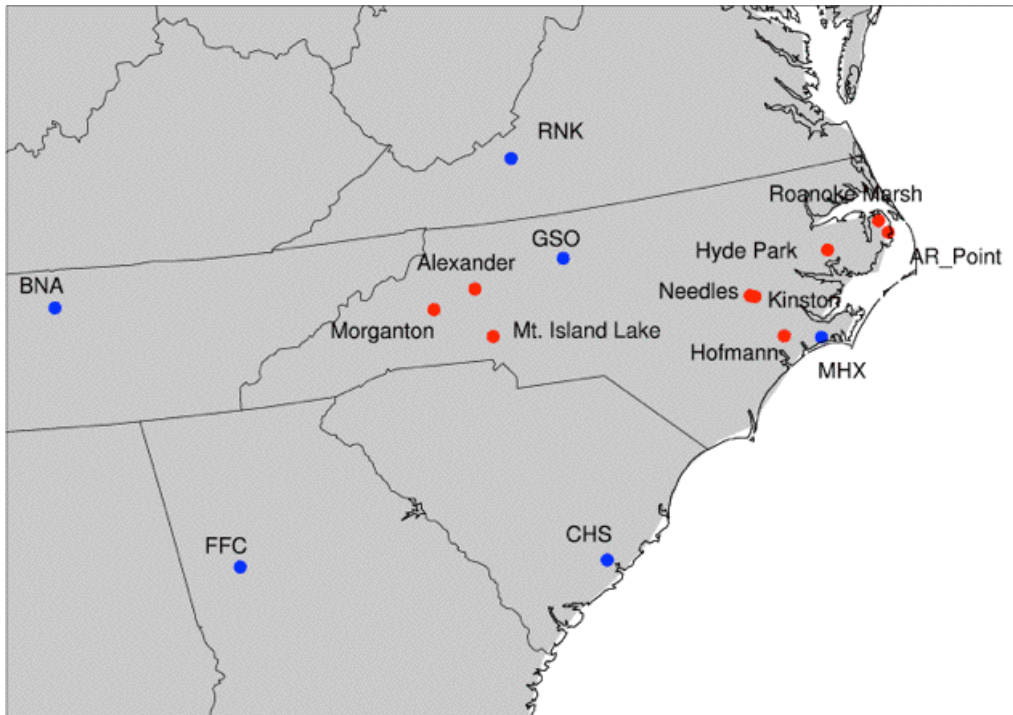 RNK
Roanoke Marsh
GSO
Hyde Park
AR_Point
Alexander
BNA
Needles
Kinston
Morganton
Mt. Island Lake
Hofmann
MHX
FFC
CHS